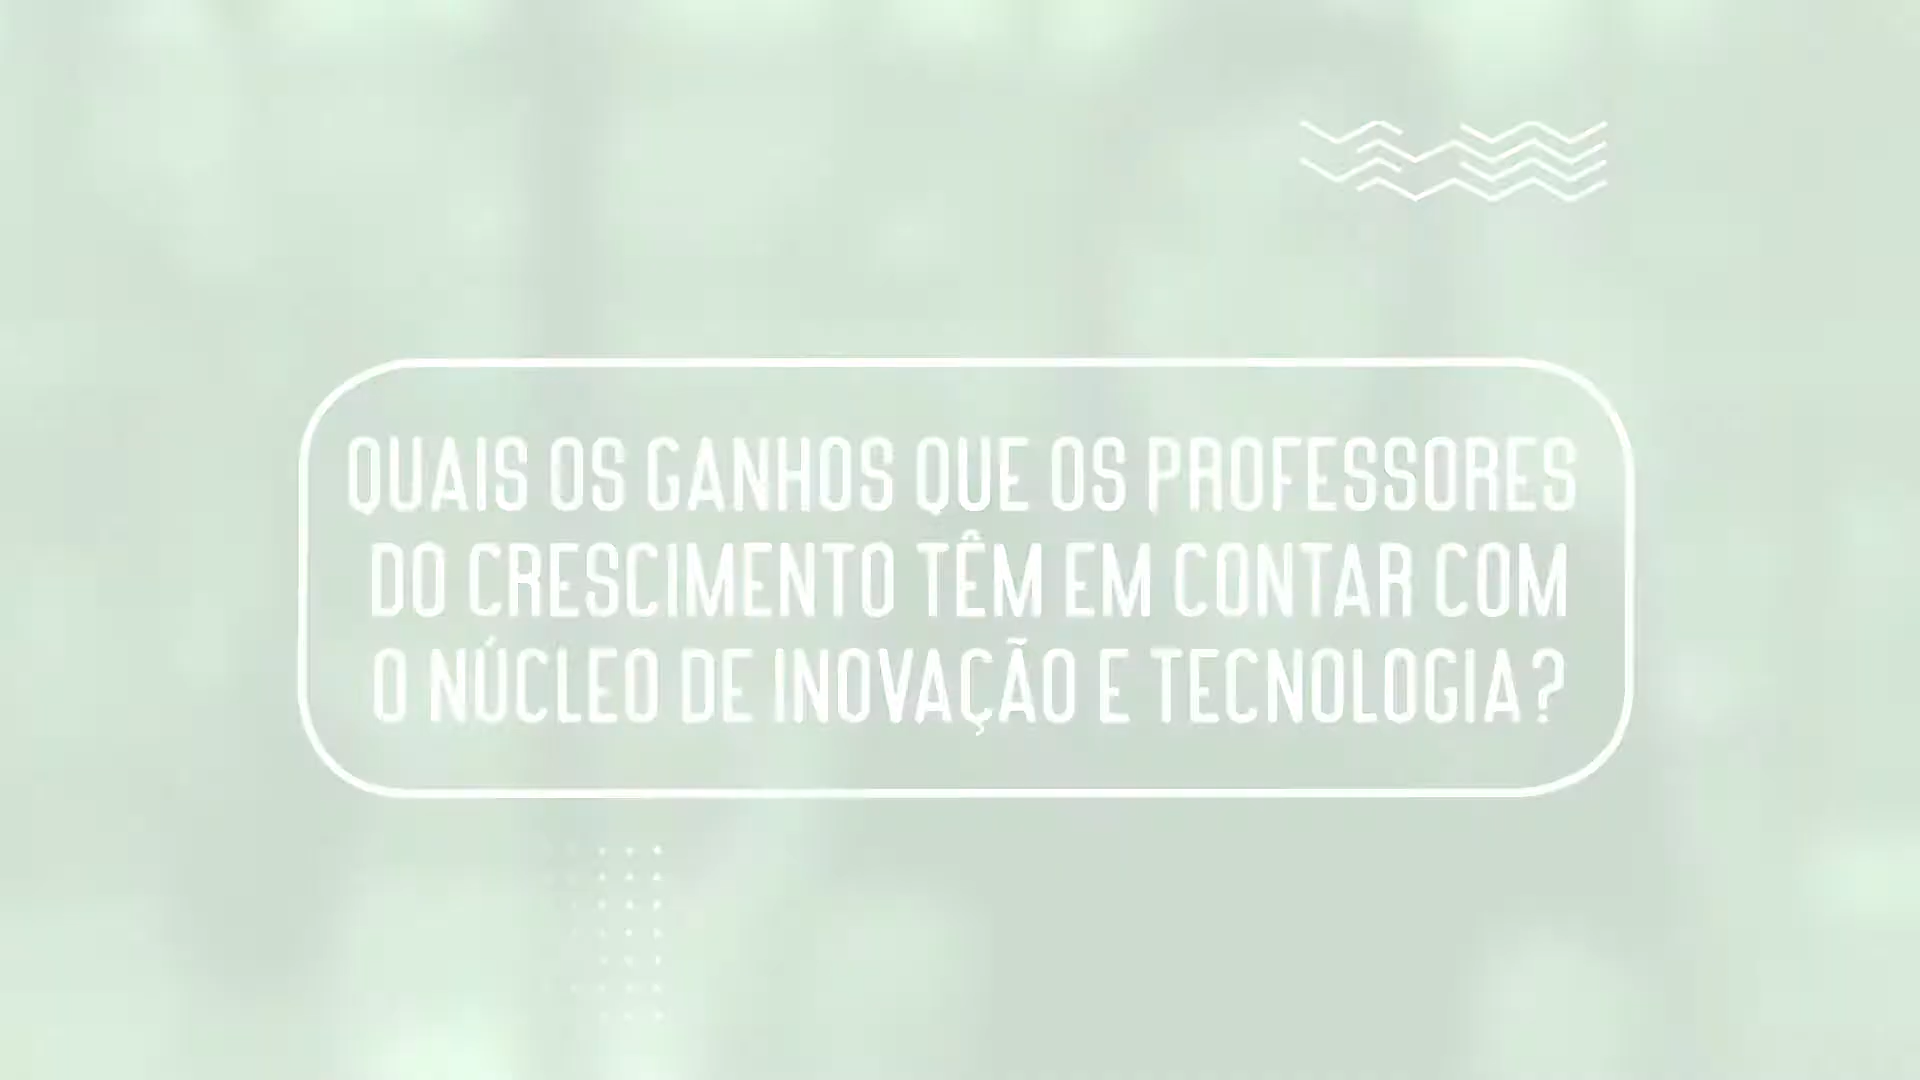 QUAIS OS GANHOS QUE OS PROFESSORES
DO CRESCIMENTO TÊM EM CONTAR COM
O NÚCLEO DE INOVAÇÃO E TECNOLOGIA?